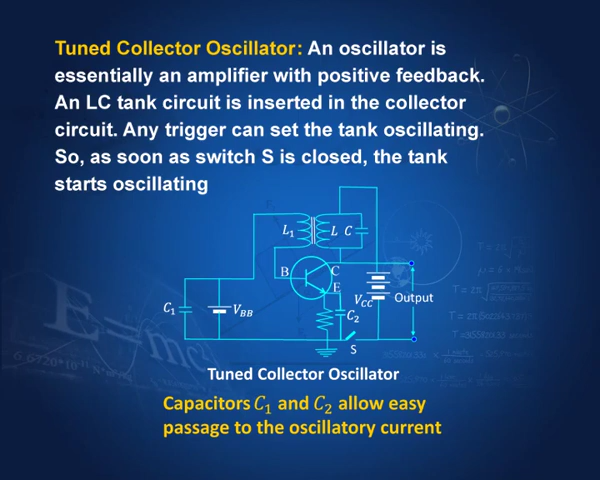 Tuned Collector Oscillator: An oscillator is
essentially an amplifier with positive feedback.
An LC tank circuit is inserted in the collector
circuit. Any trigger can set the tank oscillating.
So, as soon as switch S is closed, the tank
starts oscillating
L₁ L C
B C
E
C₁ V_BB C₂ V_CC Output
S
Tuned Collector Oscillator
Capacitors C₁ and C₂ allow easy
passage to the oscillatory current
E=mc²